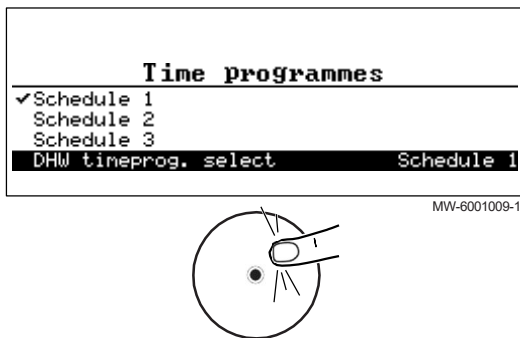 Time programmes
✓Schedule 1
Schedule 2
Schedule 3
DHW timeprog. select Schedule 1
MW-6001009-1